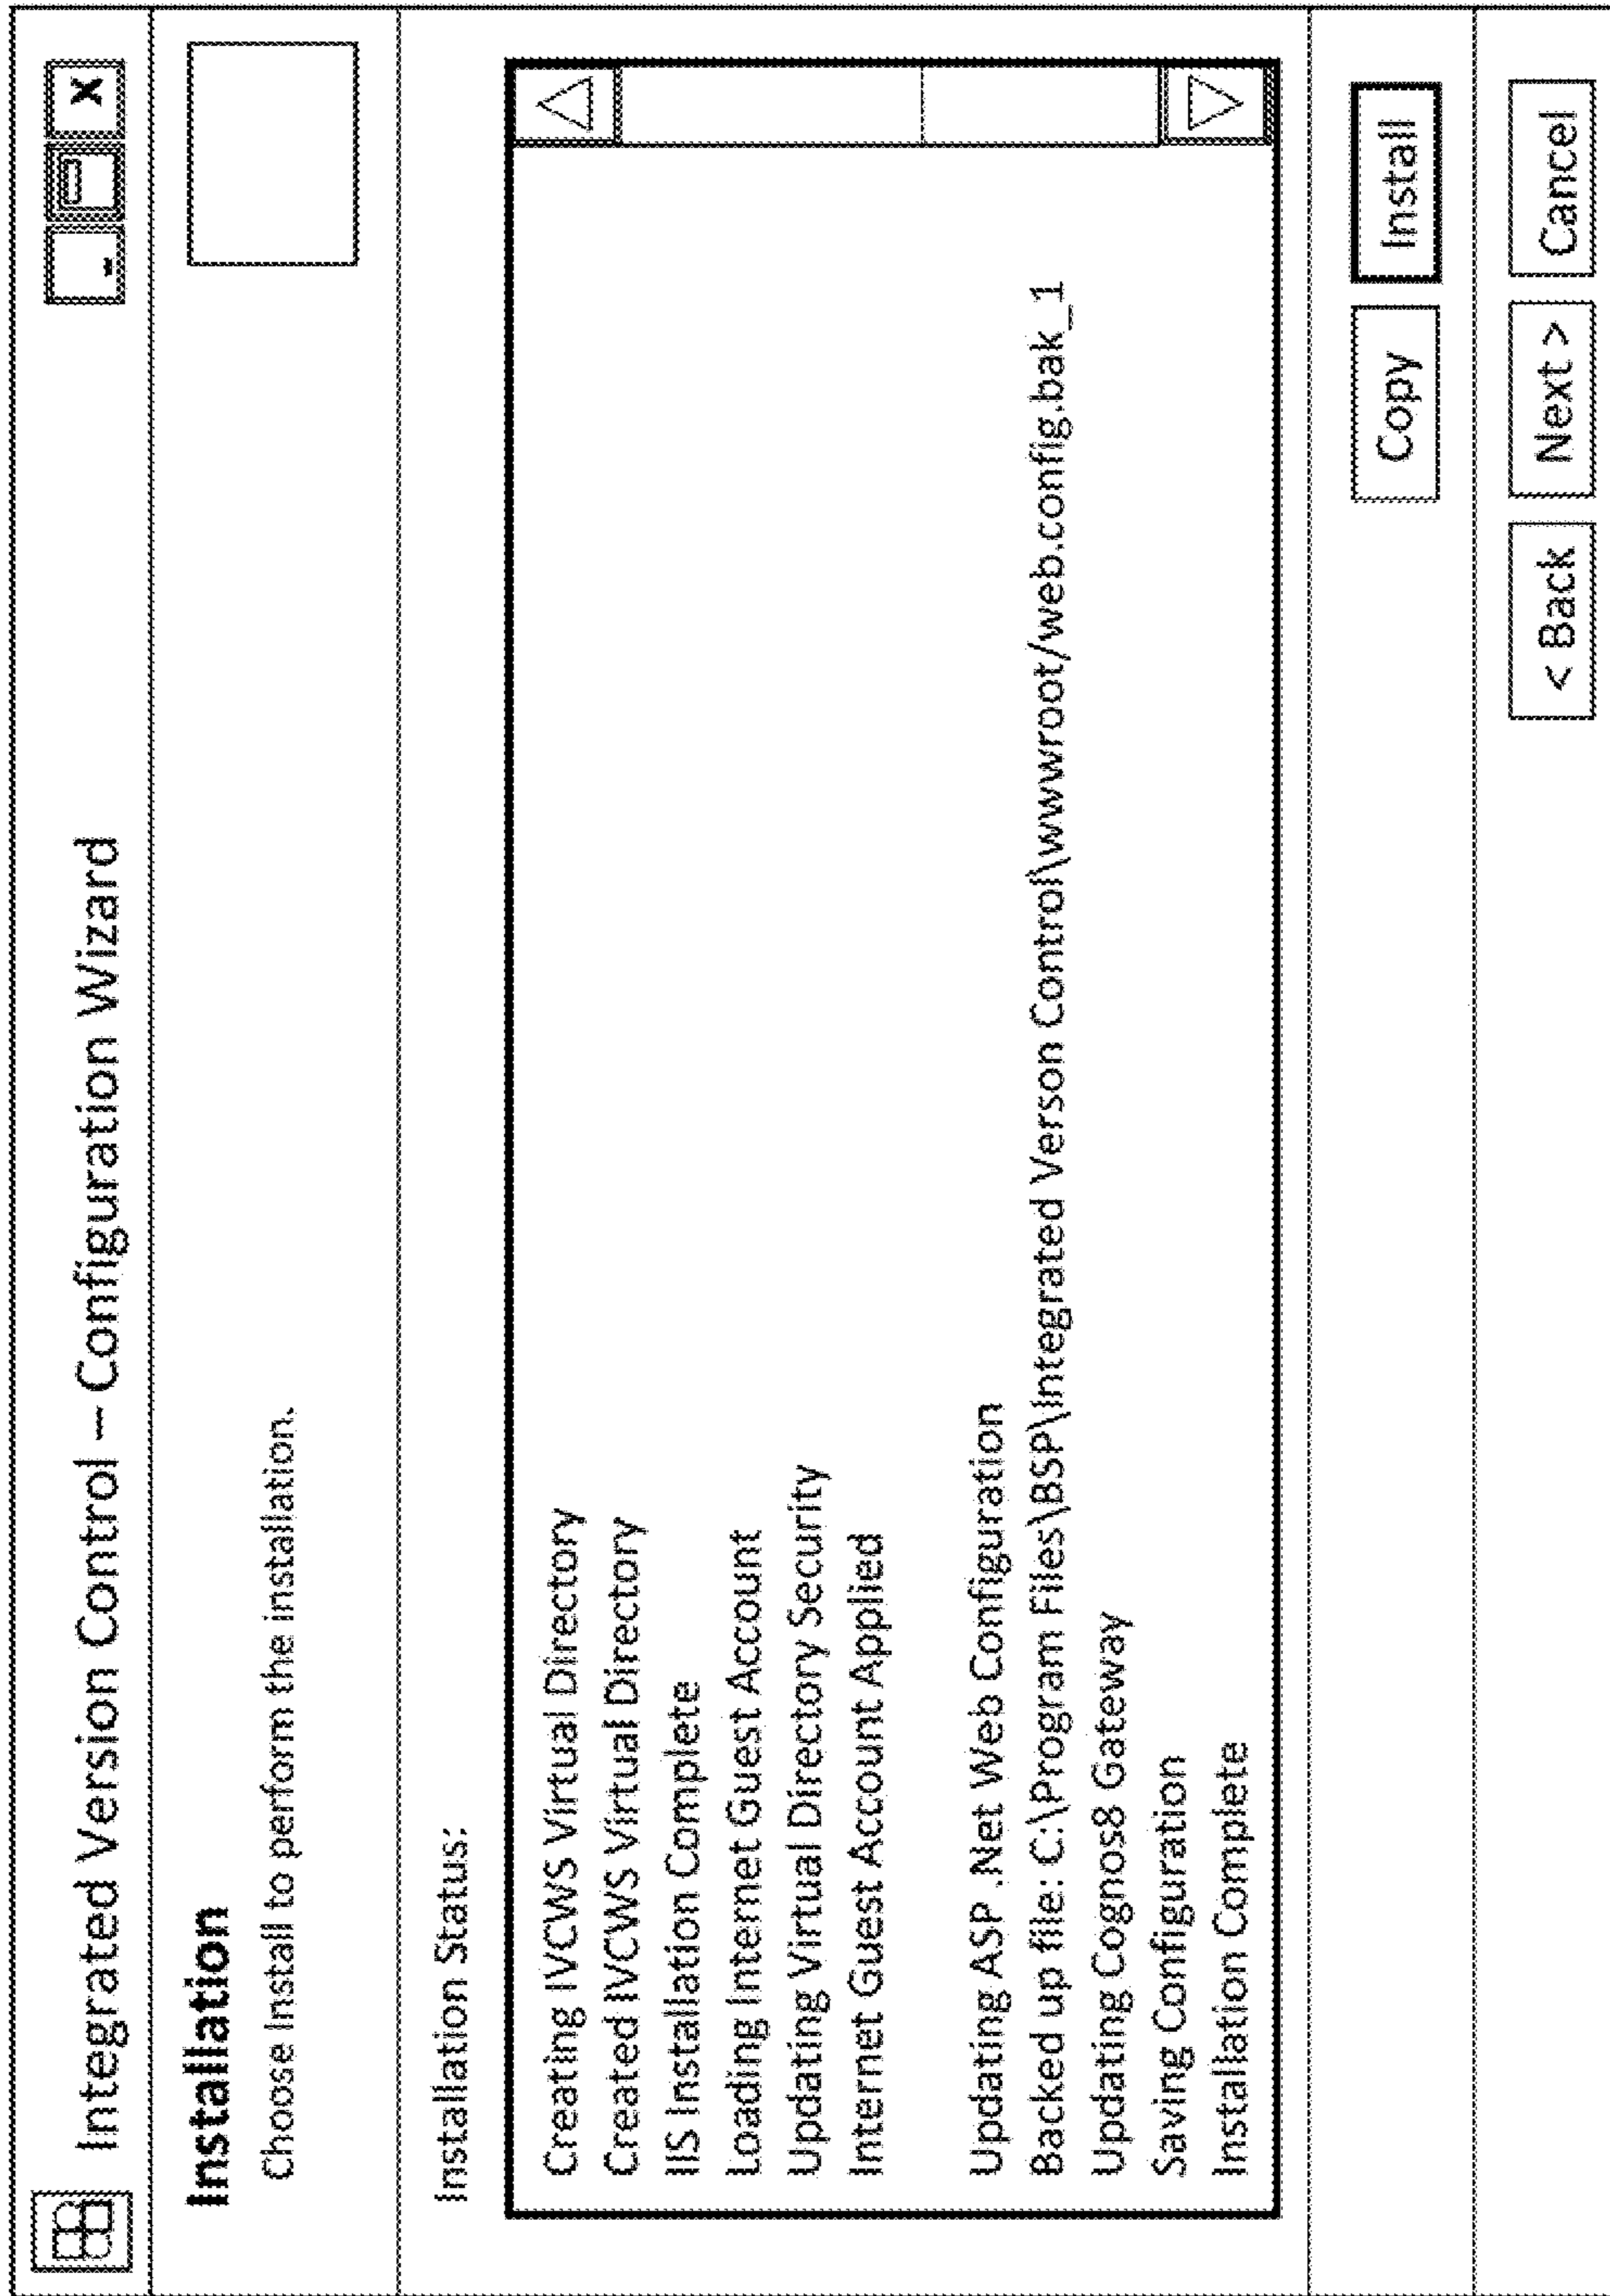 Integrated Version Control – Configuration Wizard
- X
Installation
Choose Install to perform the installation.
Installation Status:
Creating IVCWS Virtual Directory
Created IVCWS Virtual Directory
IIS Installation Complete
Loading Internet Guest Account
Updating Virtual Directory Security
Internet Guest Account Applied
Updating ASP .Net Web Configuration
Backed up file: C:\Program Files\BSP\Integrated Verson Control\wwwroot/web.config.bak_1
Updating Cognos8 Gateway
Saving Configuration
Installation Complete
Copy Install
< Back Next > Cancel